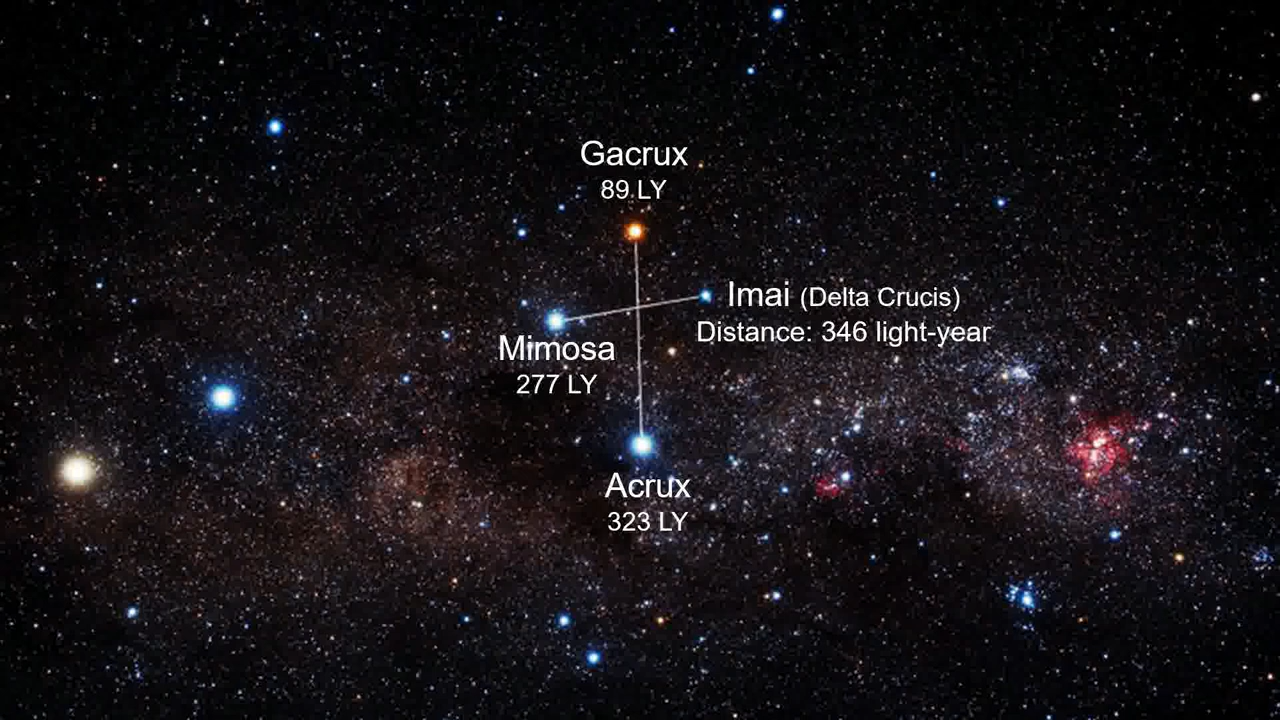 Gacrux
89 LY
Imai (Delta Crucis)
Distance: 346 light-year
Mimosa
277 LY
Acrux
323 LY